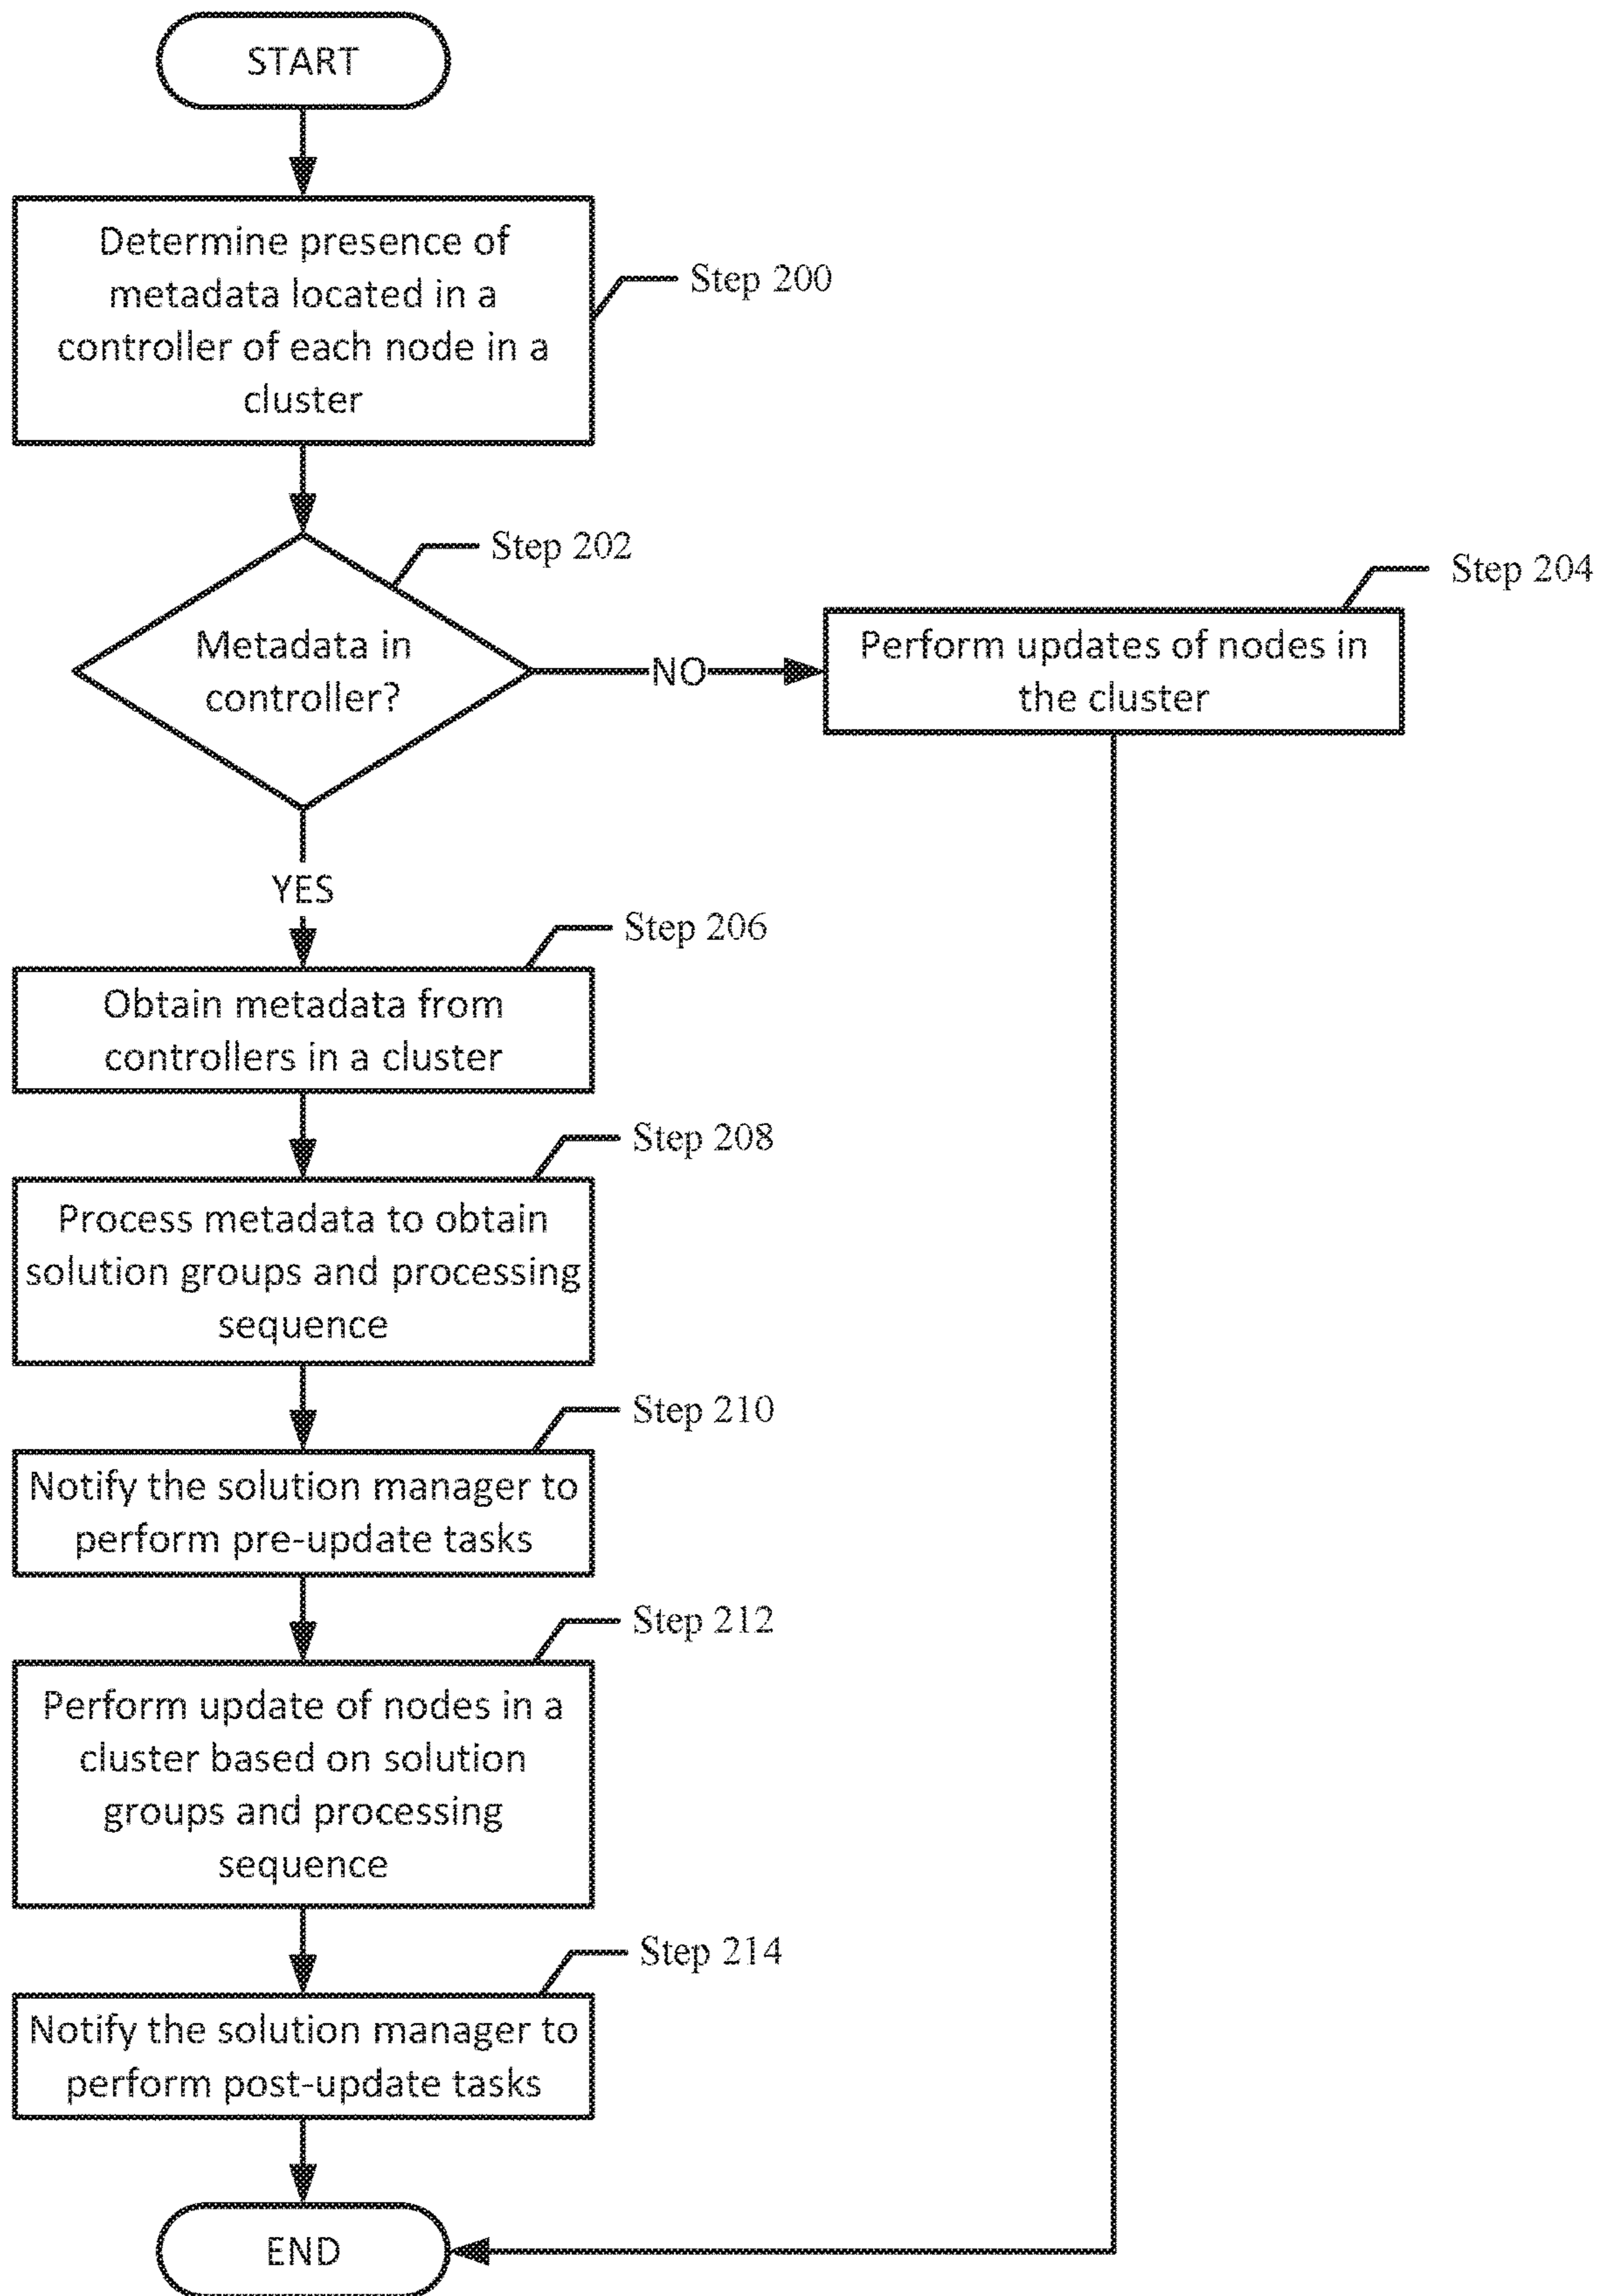 START
Determine presence of
metadata located in a
controller of each node in a
cluster
Step 200
Step 202
Metadata in
controller?
NO
Step 204
Perform updates of nodes in
the cluster
YES
Step 206
Obtain metadata from
controllers in a cluster
Step 208
Process metadata to obtain
solution groups and processing
sequence
Step 210
Notify the solution manager to
perform pre-update tasks
Step 212
Perform update of nodes in a
cluster based on solution
groups and processing
sequence
Step 214
Notify the solution manager to
perform post-update tasks
END